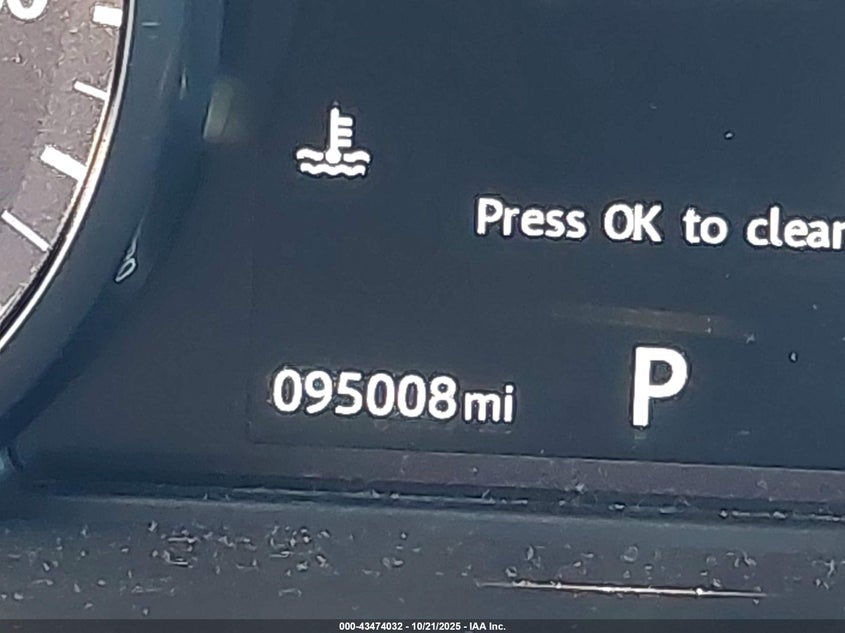 Press OK to clear
095008mi
P
000-43474032 - 10/21/2025 - IAA Inc.